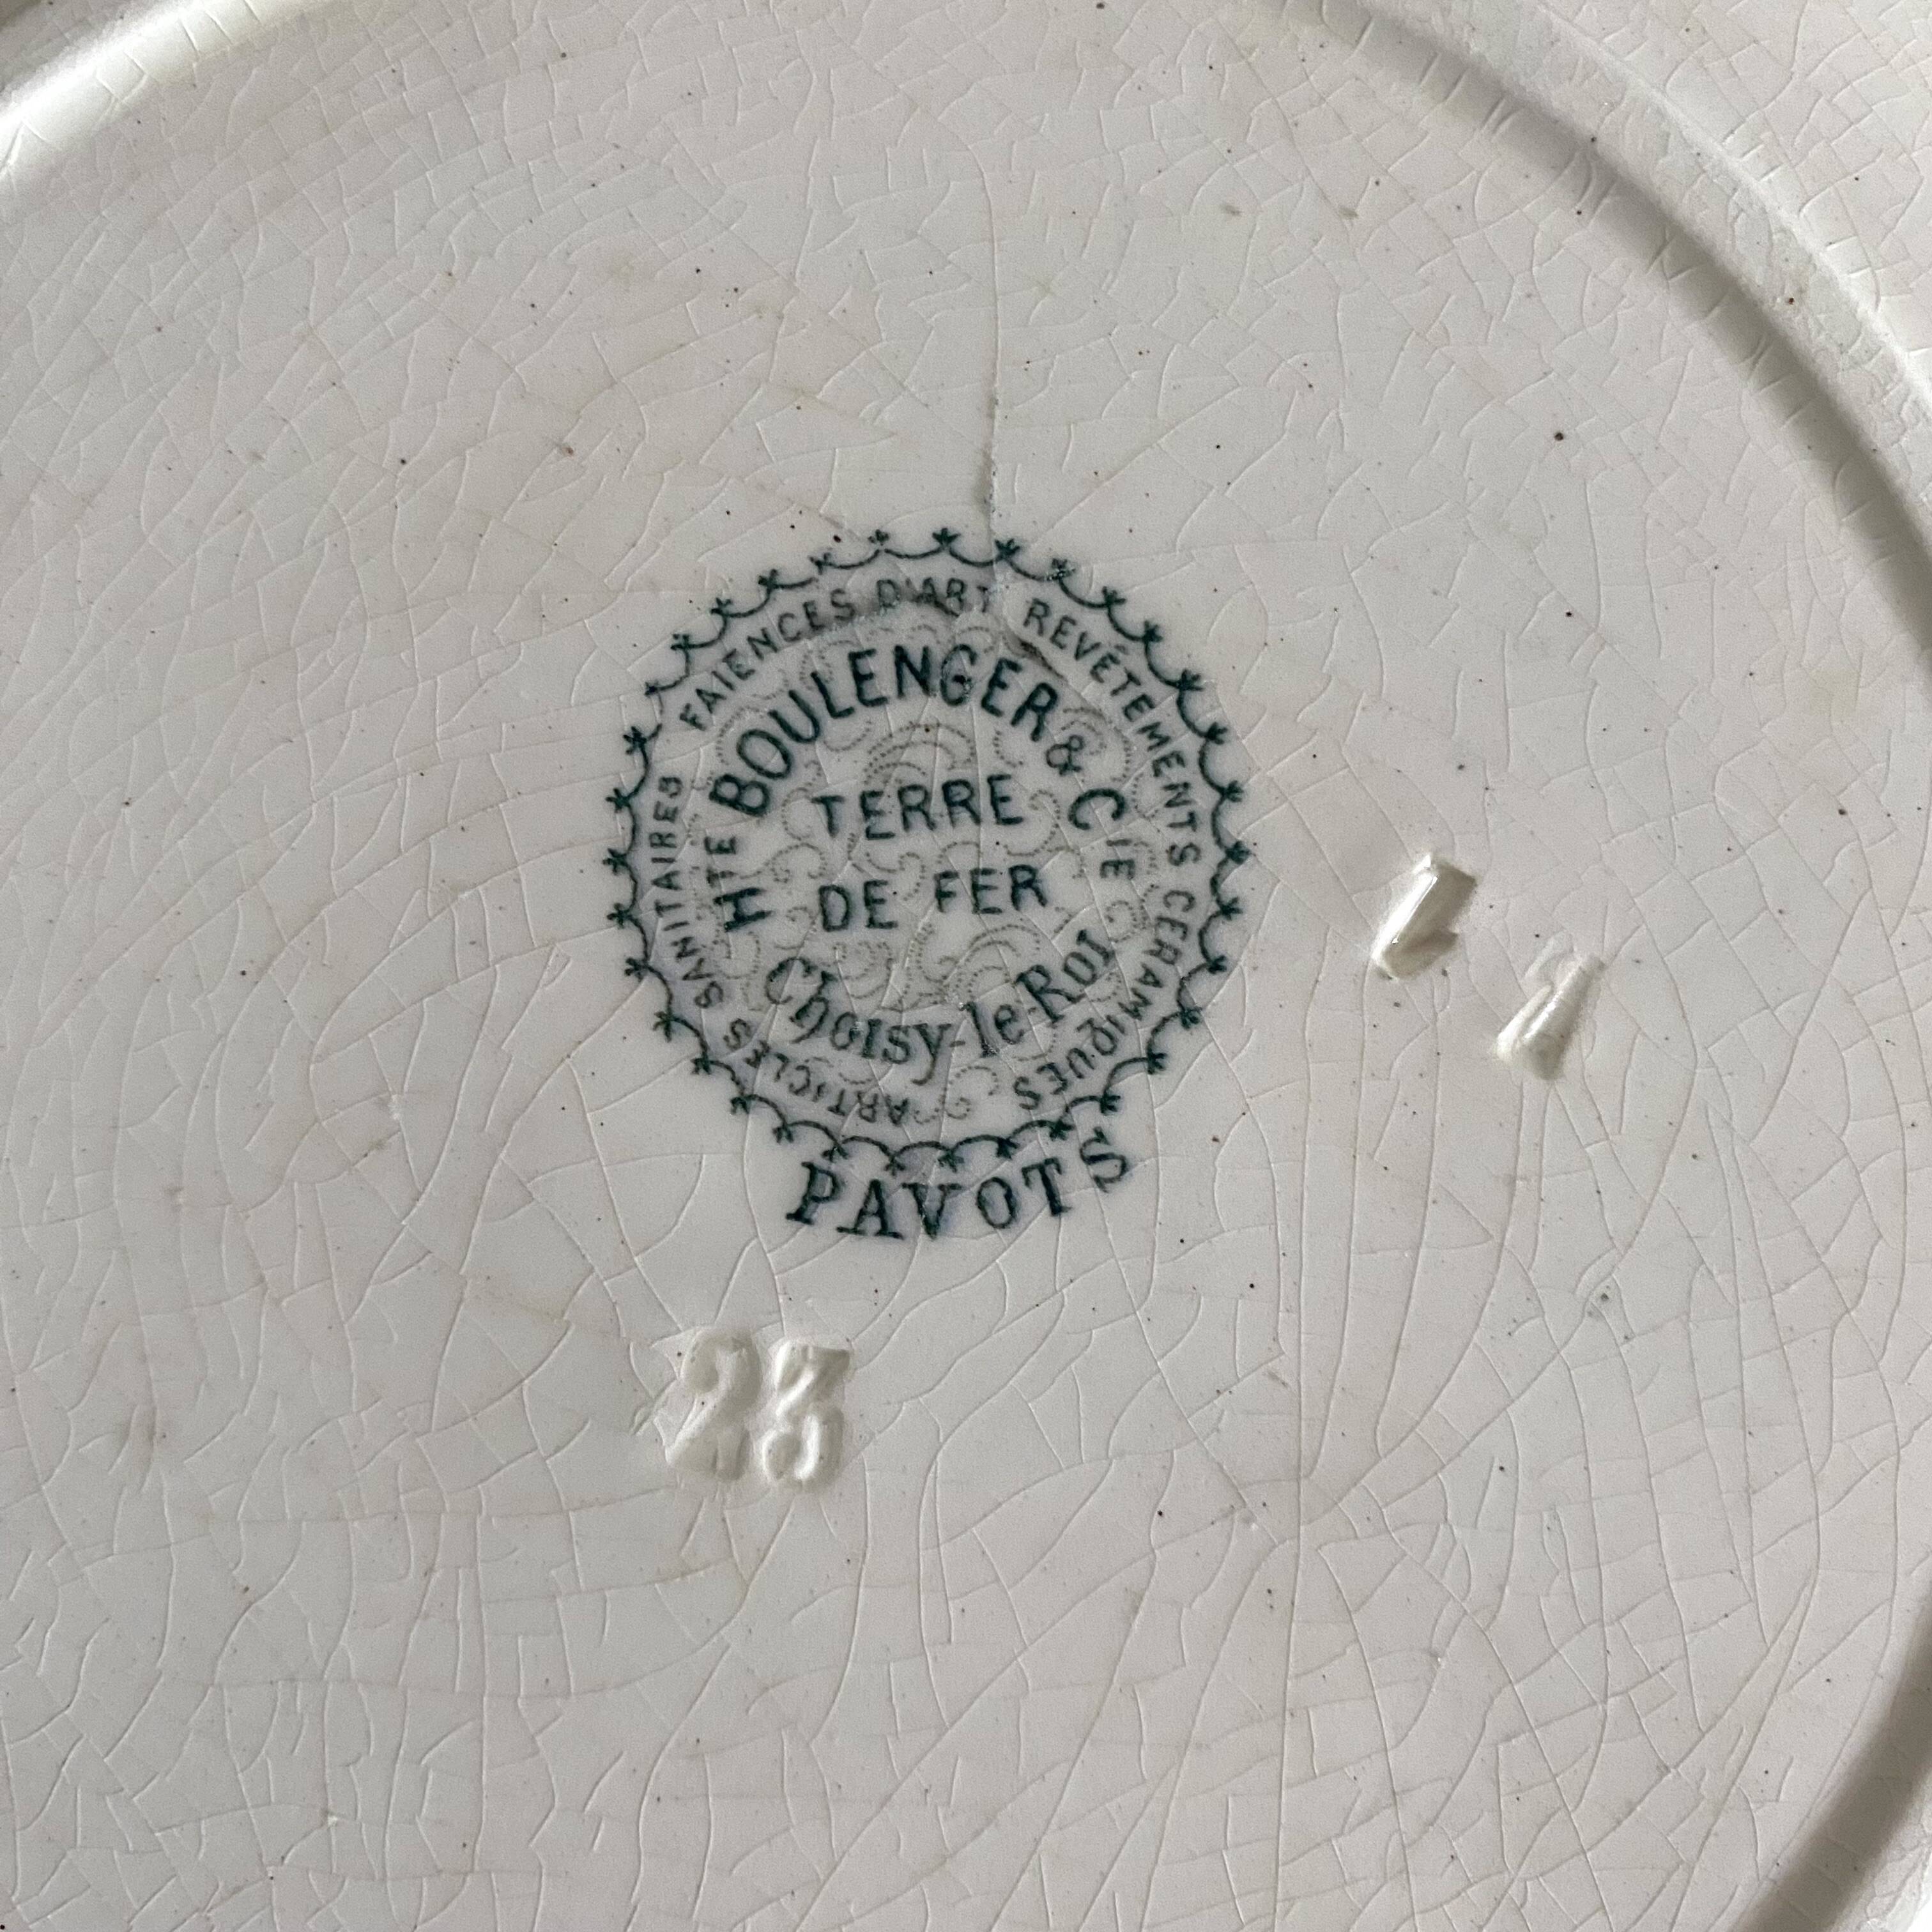 FAIENCES D'ART REVÊTEMENTS CERAMIQUES ARTICLES SANITAIRES
HTE BOULENGER & CIE
TERRE
DE FER
Choisy-le-Roi
PAVOTS
23